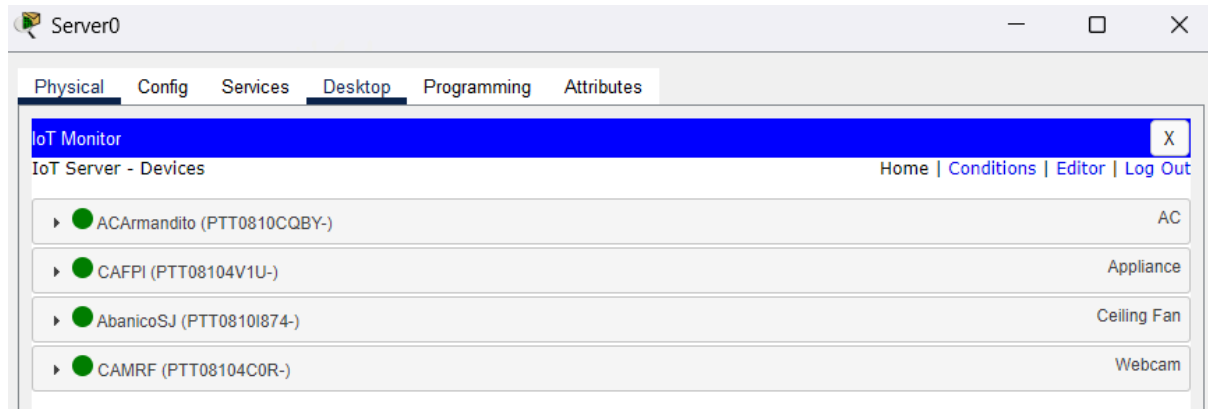 Server0
Physical Config Services Desktop Programming Attributes
IoT Monitor X
IoT Server - Devices Home | Conditions | Editor | Log Out
ACArmandito (PTT0810CQBY-) AC
CAFPI (PTT08104V1U-) Appliance
AbanicoSJ (PTT0810I874-) Ceiling Fan
CAMRF (PTT08104C0R-) Webcam